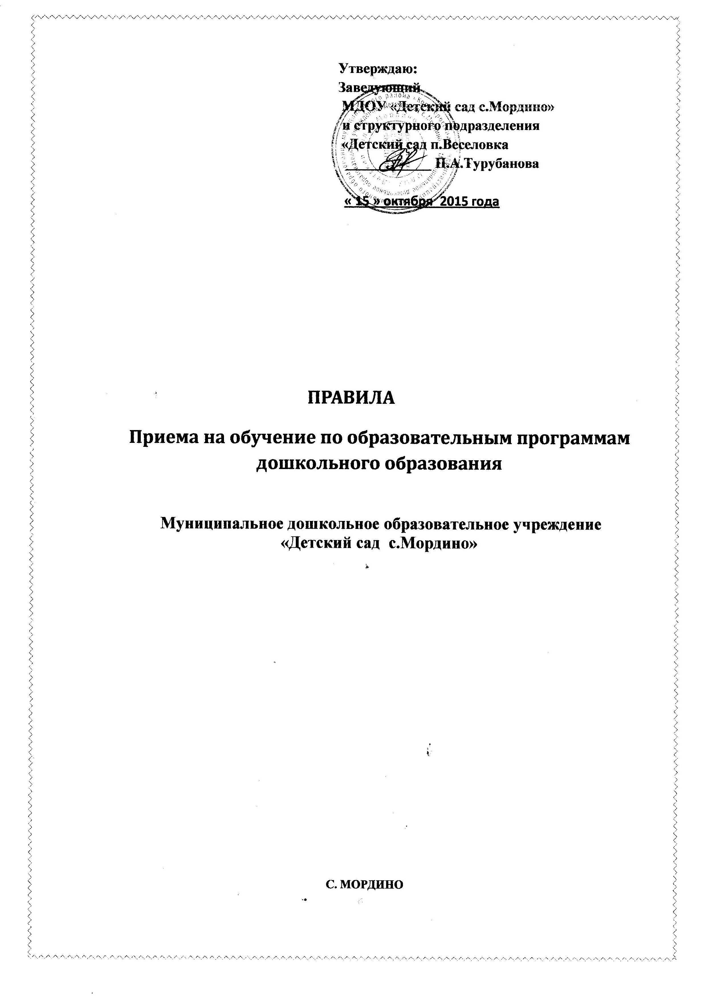 Утверждаю:
Заведующий
МДОУ «Детский сад с.Мордино»
и структурного подразделения
«Детский сад п.Веселовка
П.А.Турубанова
« 15 » октября 2015 года
ПРАВИЛА
Приема на обучение по образовательным программам
дошкольного образования
Муниципальное дошкольное образовательное учреждение
«Детский сад с.Мордино»
С. МОРДИНО